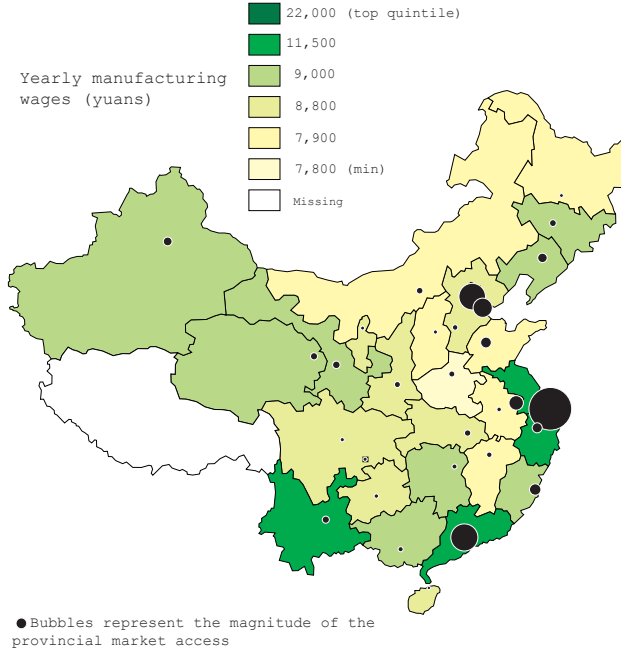 22,000 (top quintile)
11,500
9,000
Yearly manufacturing
wages (yuans)
8,800
7,900
7,800 (min)
Missing
Bubbles represent the magnitude of the
provincial market access